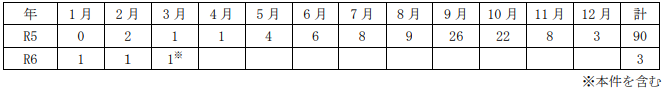 年 1月 2月 3月 4月 5月 6月 7月 8月 9月 10月 11月 12月 計
R5 0 2 1 1 4 6 8 9 26 22 8 3 90
R6 1 1 1※ 3
※本件を含む